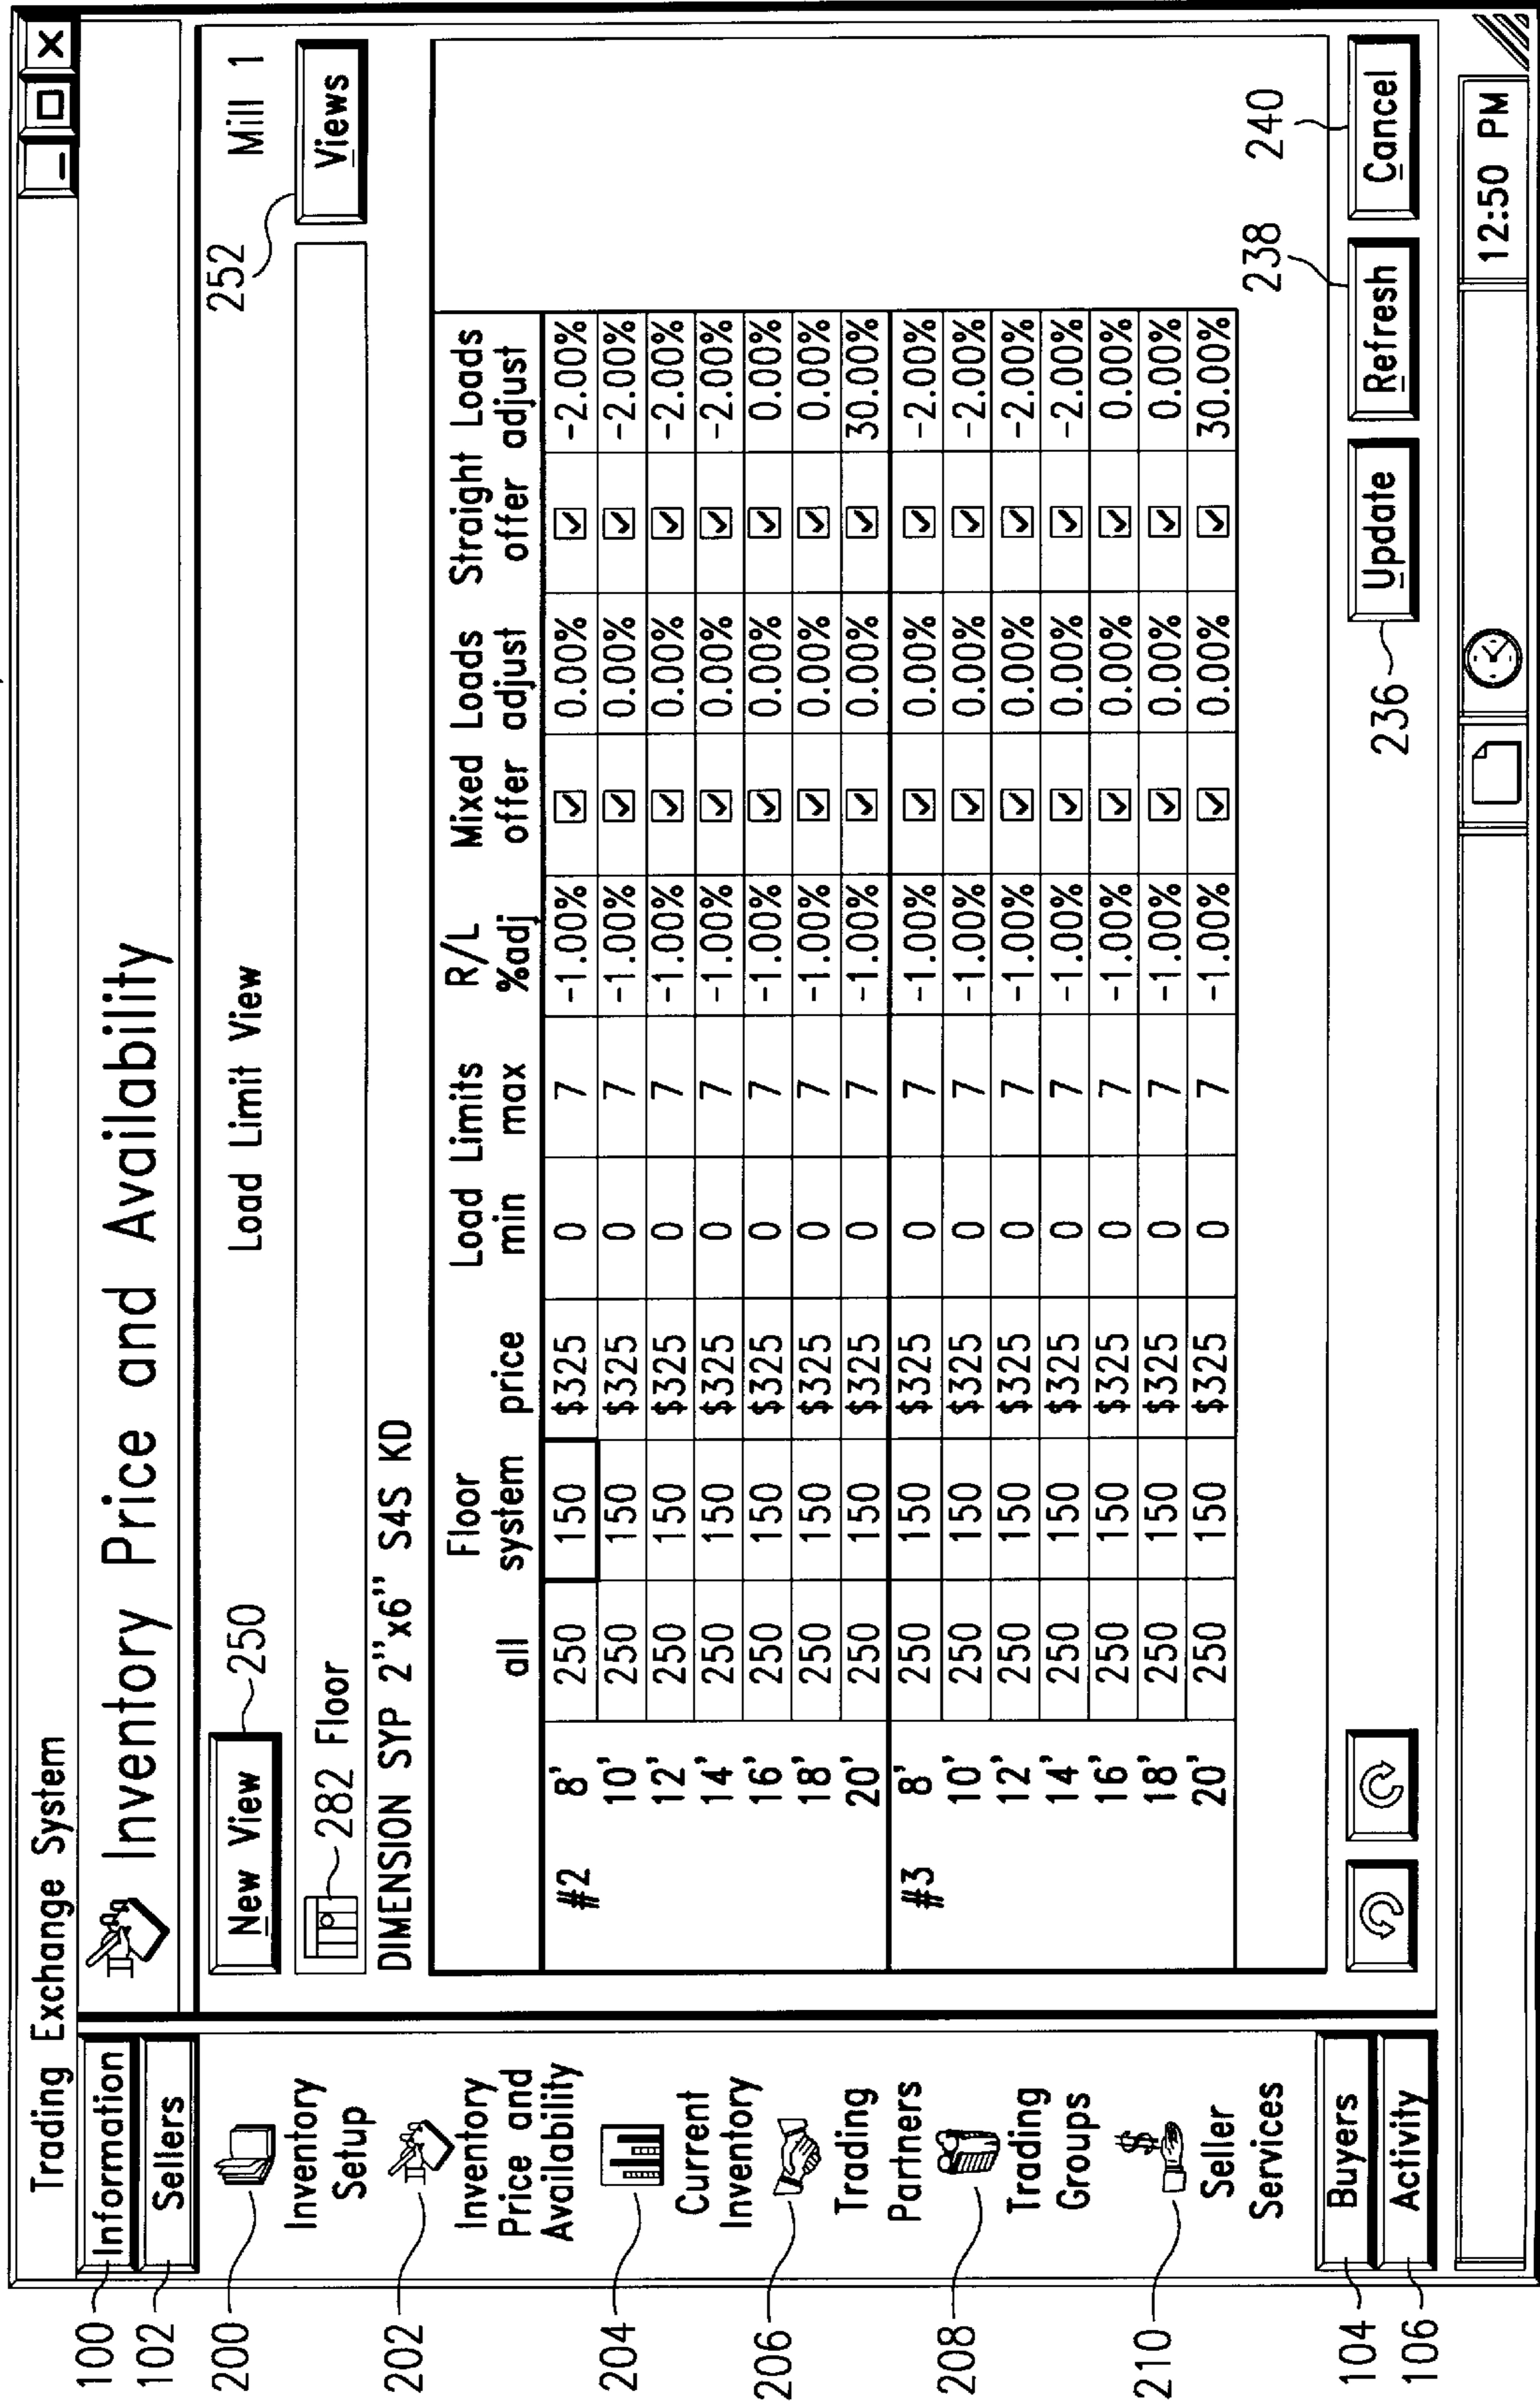 Trading Exchange System
100 Information
102 Sellers
200
Inventory
Setup
202
Inventory
Price and
Availability
204
Current
Inventory
206
Trading
Partners
208
Trading
Groups
210
Seller
Services
104 Buyers
106 Activity
Inventory Price and Availability
New View 250 Load Limit View 252 Mill 1
282 Floor Views
DIMENSION SYP 2"x6" S4S KD
Floor Load Limits R/L Mixed Loads Straight Loads
all system price min max %adj offer adjust offer adjust
#2 8' 250 150 $325 0 7 -1.00% 0.00% -2.00%
10' 250 150 $325 0 7 -1.00% 0.00% -2.00%
12' 250 150 $325 0 7 -1.00% 0.00% -2.00%
14' 250 150 $325 0 7 -1.00% 0.00% -2.00%
16' 250 150 $325 0 7 -1.00% 0.00% 0.00%
18' 250 150 $325 0 7 -1.00% 0.00% 0.00%
20' 250 150 $325 0 7 -1.00% 0.00% 30.00%
#3 8' 250 150 $325 0 7 -1.00% 0.00% -2.00%
10' 250 150 $325 0 7 -1.00% 0.00% -2.00%
12' 250 150 $325 0 7 -1.00% 0.00% -2.00%
14' 250 150 $325 0 7 -1.00% 0.00% -2.00%
16' 250 150 $325 0 7 -1.00% 0.00% 0.00%
18' 250 150 $325 0 7 -1.00% 0.00% 0.00%
20' 250 150 $325 0 7 -1.00% 0.00% 30.00%
238 240
236 Update Refresh Cancel
12:50 PM